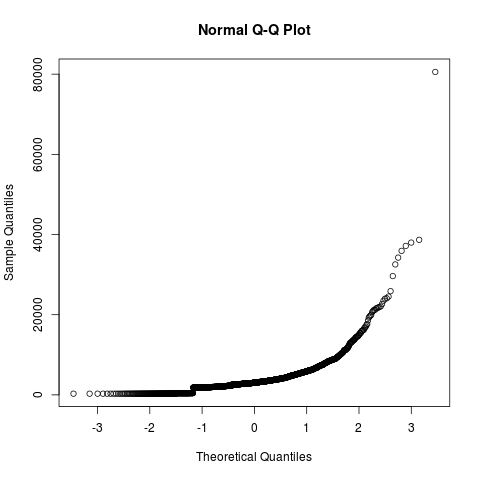 Normal Q-Q Plot
80000
60000
40000
20000
0
Sample Quantiles
-3 -2 -1 0 1 2 3
Theoretical Quantiles